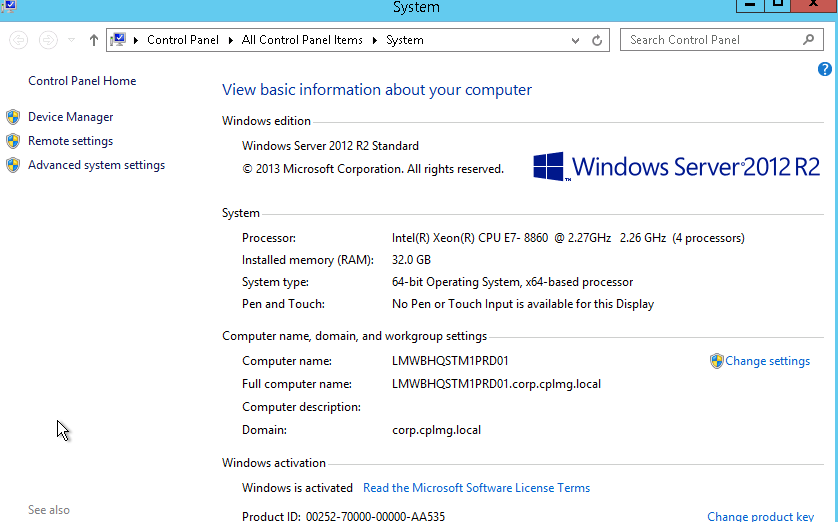 System
Control Panel All Control Panel Items System
Search Control Panel
Control Panel Home
Device Manager
Remote settings
Advanced system settings
See also
View basic information about your computer
Windows edition
Windows Server 2012 R2 Standard
© 2013 Microsoft Corporation. All rights reserved.
Windows Server 2012 R2
System
Processor: Intel(R) Xeon(R) CPU E7- 8860 @ 2.27GHz 2.26 GHz (4 processors)
Installed memory (RAM): 32.0 GB
System type: 64-bit Operating System, x64-based processor
Pen and Touch: No Pen or Touch Input is available for this Display
Computer name, domain, and workgroup settings
Computer name: LMWBHQSTM1PRD01
Change settings
Full computer name: LMWBHQSTM1PRD01.corp.cplmg.local
Computer description:
Domain: corp.cplmg.local
Windows activation
Windows is activated Read the Microsoft Software License Terms
Product ID: 00252-70000-00000-AA535
Change product key